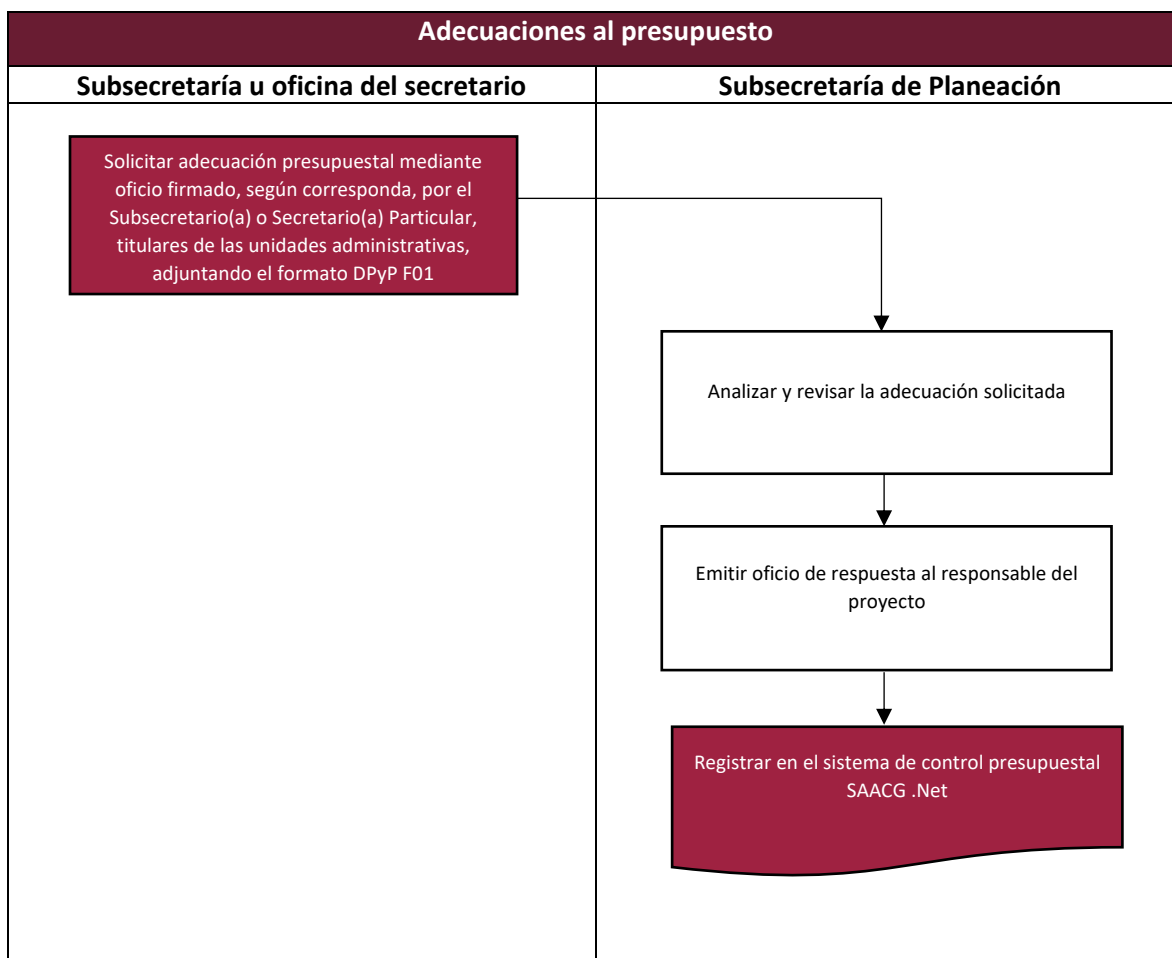 Adecuaciones al presupuesto
Subsecretaría u oficina del secretario
Subsecretaría de Planeación
Solicitar adecuación presupuestal mediante
oficio firmado, según corresponda, por el
Subsecretario(a) o Secretario(a) Particular,
titulares de las unidades administrativas,
adjuntando el formato DPyP F01
Analizar y revisar la adecuación solicitada
Emitir oficio de respuesta al responsable del
proyecto
Registrar en el sistema de control presupuestal
SAACG .Net